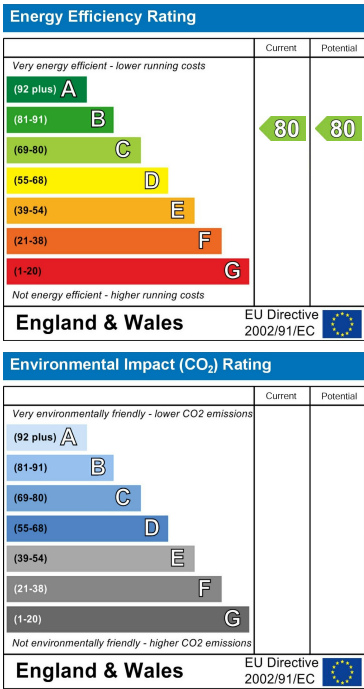 Energy Efficiency Rating
Current Potential
Very energy efficient - lower running costs
(92 plus) A
(81-91) B
80 80
(69-80) C
(55-68) D
(39-54) E
(21-38) F
(1-20) G
Not energy efficient - higher running costs
England & Wales
EU Directive
2002/91/EC
Environmental Impact (CO₂) Rating
Current Potential
Very environmentally friendly - lower CO2 emissions
(92 plus) A
(81-91) B
(69-80) C
(55-68) D
(39-54) E
(21-38) F
(1-20) G
Not environmentally friendly - higher CO2 emissions
England & Wales
EU Directive
2002/91/EC